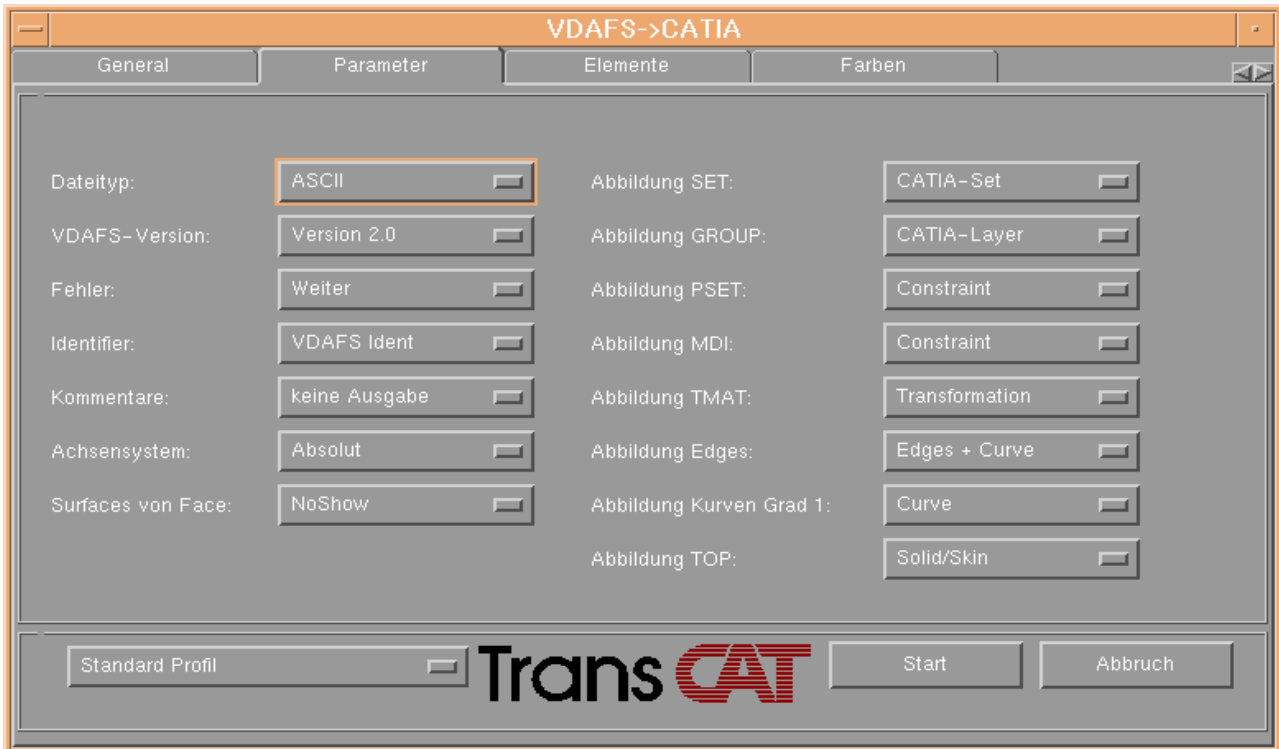 VDAFS->CATIA
General Parameter Elemente Farben
Dateityp: ASCII Abbildung SET: CATIA-Set
VDAFS-Version: Version 2.0 Abbildung GROUP: CATIA-Layer
Fehler: Weiter Abbildung PSET: Constraint
Identifier: VDAFS Ident Abbildung MDI: Constraint
Kommentare: keine Ausgabe Abbildung TMAT: Transformation
Achsensystem: Absolut Abbildung Edges: Edges + Curve
Surfaces von Face: NoShow Abbildung Kurven Grad 1: Curve
Abbildung TOP: Solid/Skin
Standard Profil TransCAT Start Abbruch